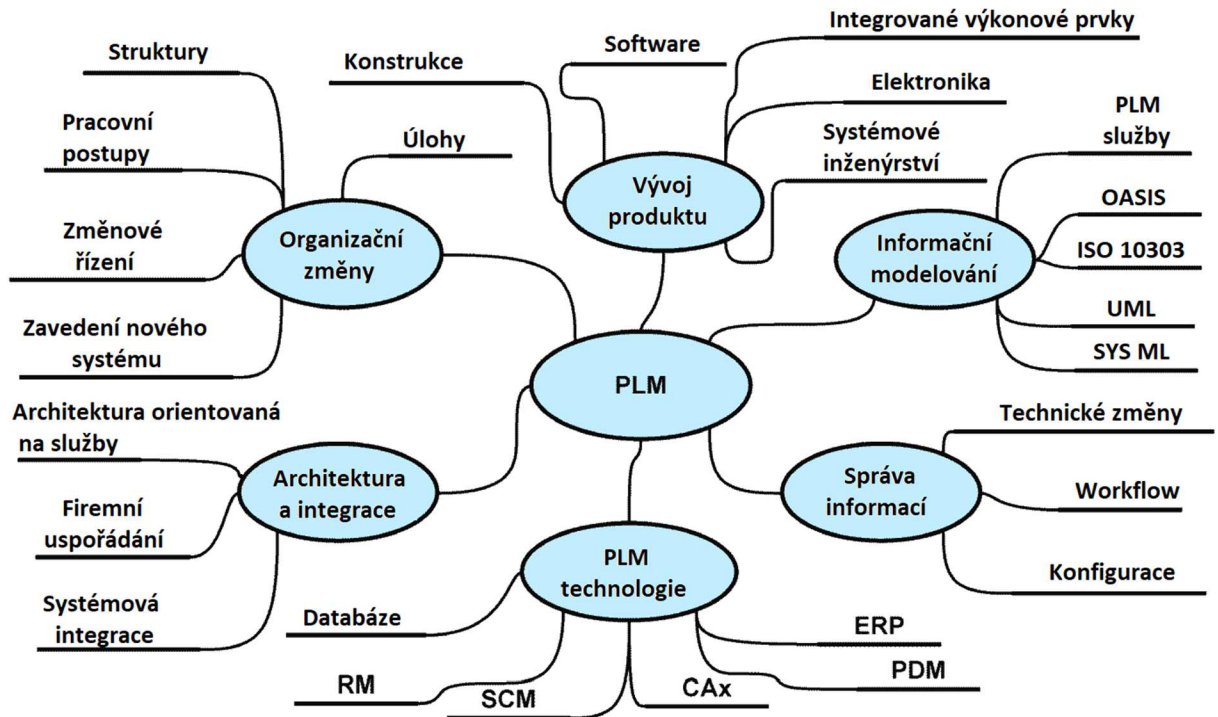 Struktury
Pracovní
postupy
Změnové
řízení
Zavedení nového
systému
Úlohy
Organizační
změny
Konstrukce
Software
Integrované výkonové prvky
Elektronika
Systémové
inženýrství
Vývoj
produktu
PLM
služby
OASIS
ISO 10303
UML
SYS ML
Informační
modelování
PLM
Architektura orientovaná
na služby
Firemní
uspořádání
Systémová
integrace
Architektura
a integrace
Technické změny
Workflow
Konfigurace
Správa
informací
PLM
technologie
Databáze
RM
SCM
CAx
ERP
PDM